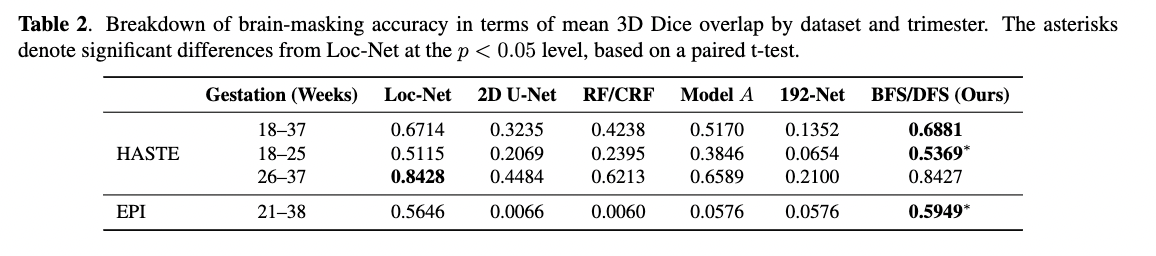 Table 2. Breakdown of brain-masking accuracy in terms of mean 3D Dice overlap by dataset and trimester. The asterisks
denote significant differences from Loc-Net at the p < 0.05 level, based on a paired t-test.
Gestation (Weeks) Loc-Net 2D U-Net RF/CRF Model A 192-Net BFS/DFS (Ours)
18–37 0.6714 0.3235 0.4238 0.5170 0.1352 0.6881
HASTE 18–25 0.5115 0.2069 0.2395 0.3846 0.0654 0.5369*
26–37 0.8428 0.4484 0.6213 0.6589 0.2100 0.8427
EPI 21–38 0.5646 0.0066 0.0060 0.0576 0.0576 0.5949*